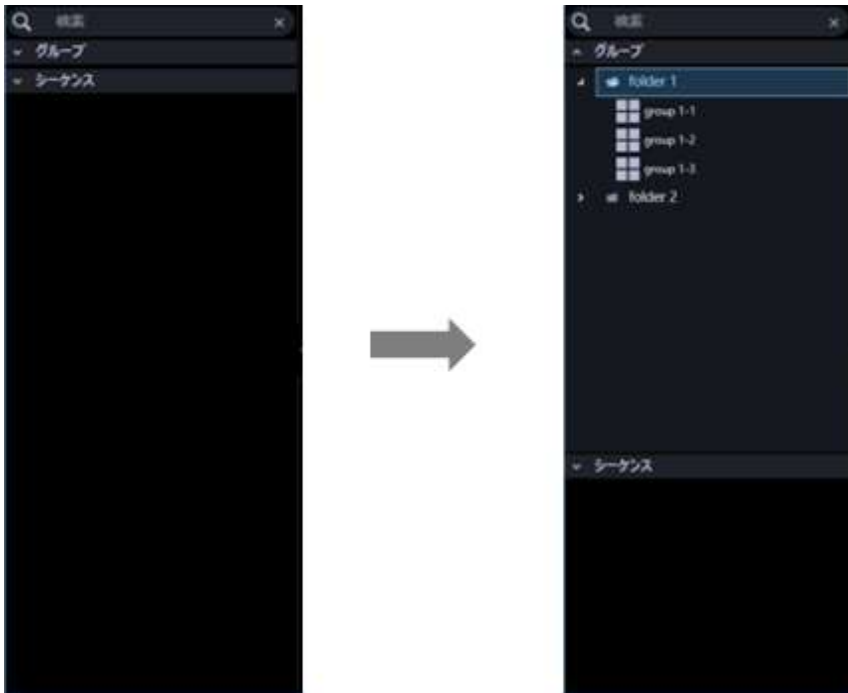 検索
グループ
シーケンス
検索
グループ
folder 1
group 1-1
group 1-2
group 1-3
folder 2
シーケンス